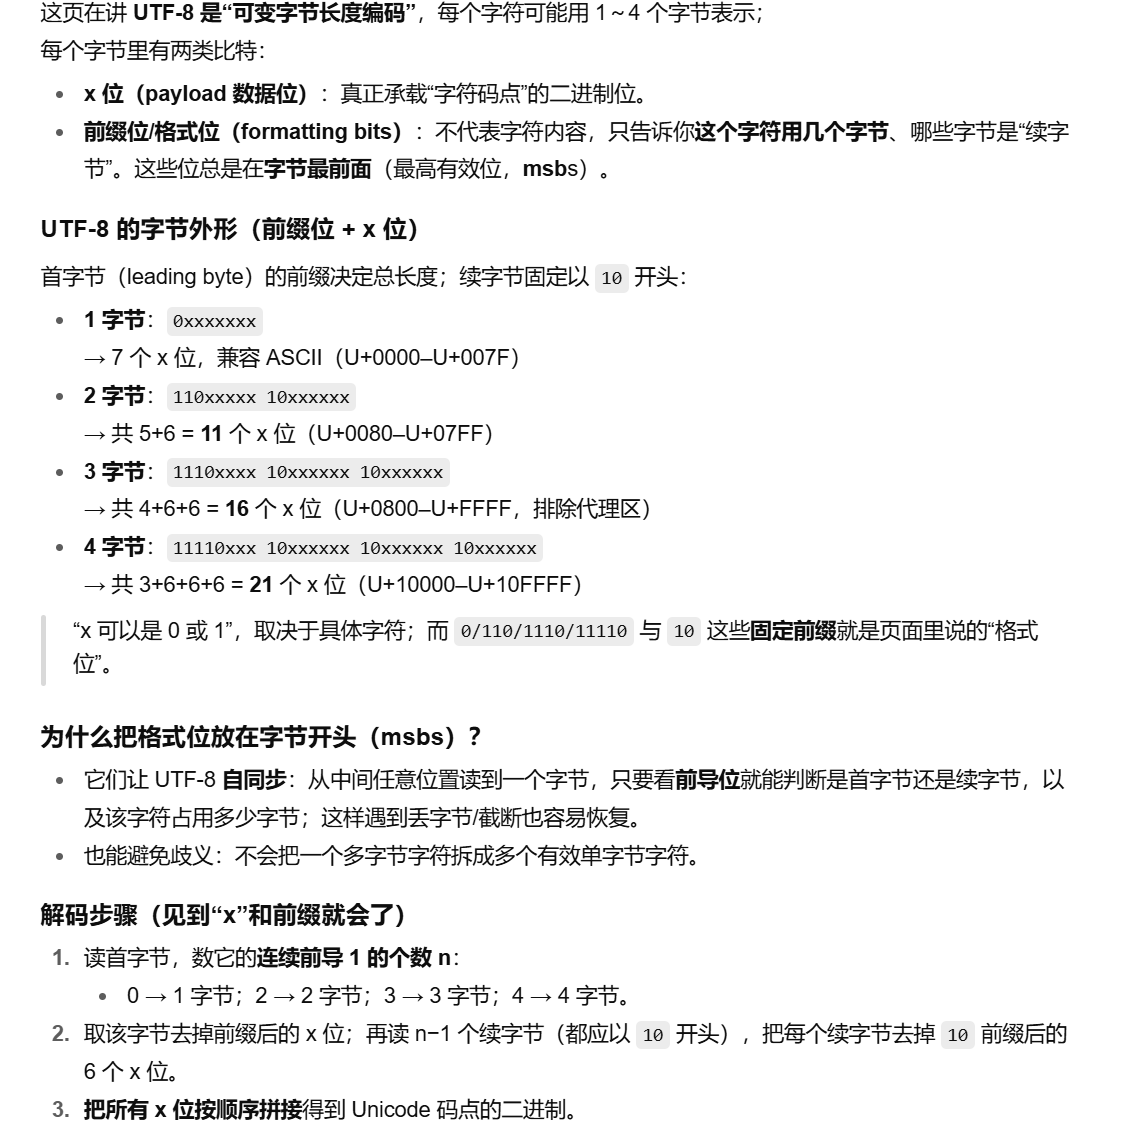 这页在讲 UTF-8 是“可变字节长度编码”，每个字符可能用 1～4 个字节表示；
每个字节里有两类比特：
• x 位（payload 数据位）：真正承载“字符码点”的二进制位。
• 前缀位/格式位（formatting bits）：不代表字符内容，只告诉你这个字符用几个字节、哪些字节是“续字
节”。这些位总是在字节最前面（最高有效位，msbs）。
UTF-8 的字节外形（前缀位 + x 位）
首字节（leading byte）的前缀决定总长度；续字节固定以 10 开头：
• 1 字节：0xxxxxxx
→ 7 个 x 位，兼容 ASCII（U+0000–U+007F）
• 2 字节：110xxxxx 10xxxxxx
→ 共 5+6 = 11 个 x 位（U+0080–U+07FF）
• 3 字节：1110xxxx 10xxxxxx 10xxxxxx
→ 共 4+6+6 = 16 个 x 位（U+0800–U+FFFF，排除代理区）
• 4 字节：11110xxx 10xxxxxx 10xxxxxx 10xxxxxx
→ 共 3+6+6+6 = 21 个 x 位（U+10000–U+10FFFF）
“x 可以是 0 或 1”，取决于具体字符；而 0/110/1110/11110 与 10 这些固定前缀就是页面里说的“格式
位”。
为什么把格式位放在字节开头（msbs）？
• 它们让 UTF-8 自同步：从中间任意位置读到一个字节，只要看前导位就能判断是首字节还是续字节，以
及该字符占用多少字节；这样遇到丢字节/截断也容易恢复。
• 也能避免歧义：不会把一个多字节字符拆成多个有效单字节字符。
解码步骤（见到“x”和前缀就会了）
1. 读首字节，数它的连续前导 1 的个数 n：
• 0 → 1 字节；2 → 2 字节；3 → 3 字节；4 → 4 字节。
2. 取该字节去掉前缀后的 x 位；再读 n−1 个续字节（都应以 10 开头），把每个续字节去掉 10 前缀后的
6 个 x 位。
3. 把所有 x 位按顺序拼接得到 Unicode 码点的二进制。